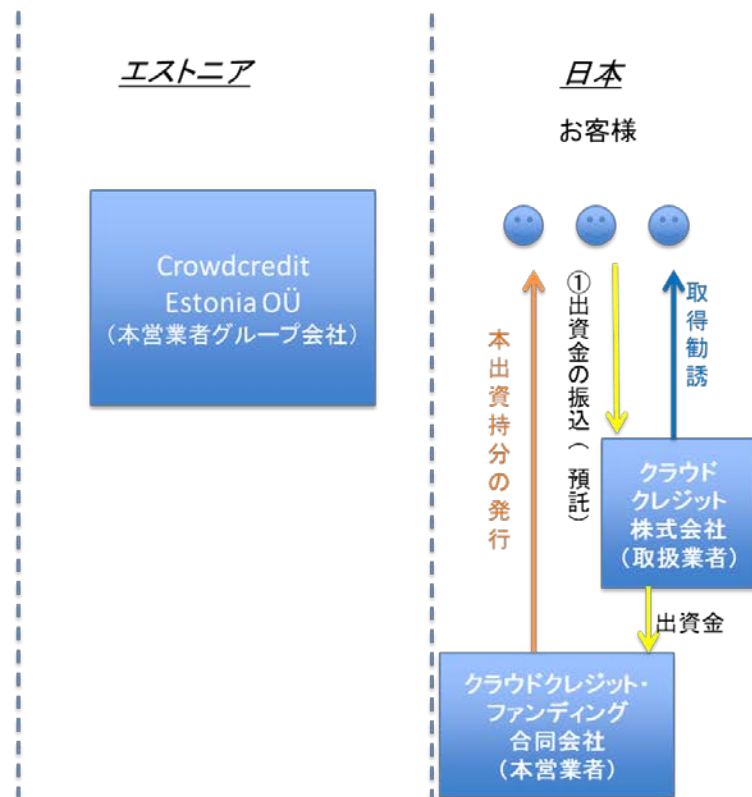 エストニア
日本
お客様
Crowdcredit
Estonia OÜ
（本営業者グループ会社）
本出資持分の発行
①出資金の振込（ 預託）
取得勧誘
クラウド
クレジット
株式会社
（取扱業者）
出資金
クラウドクレジット・
ファンディング
合同会社
（本営業者）